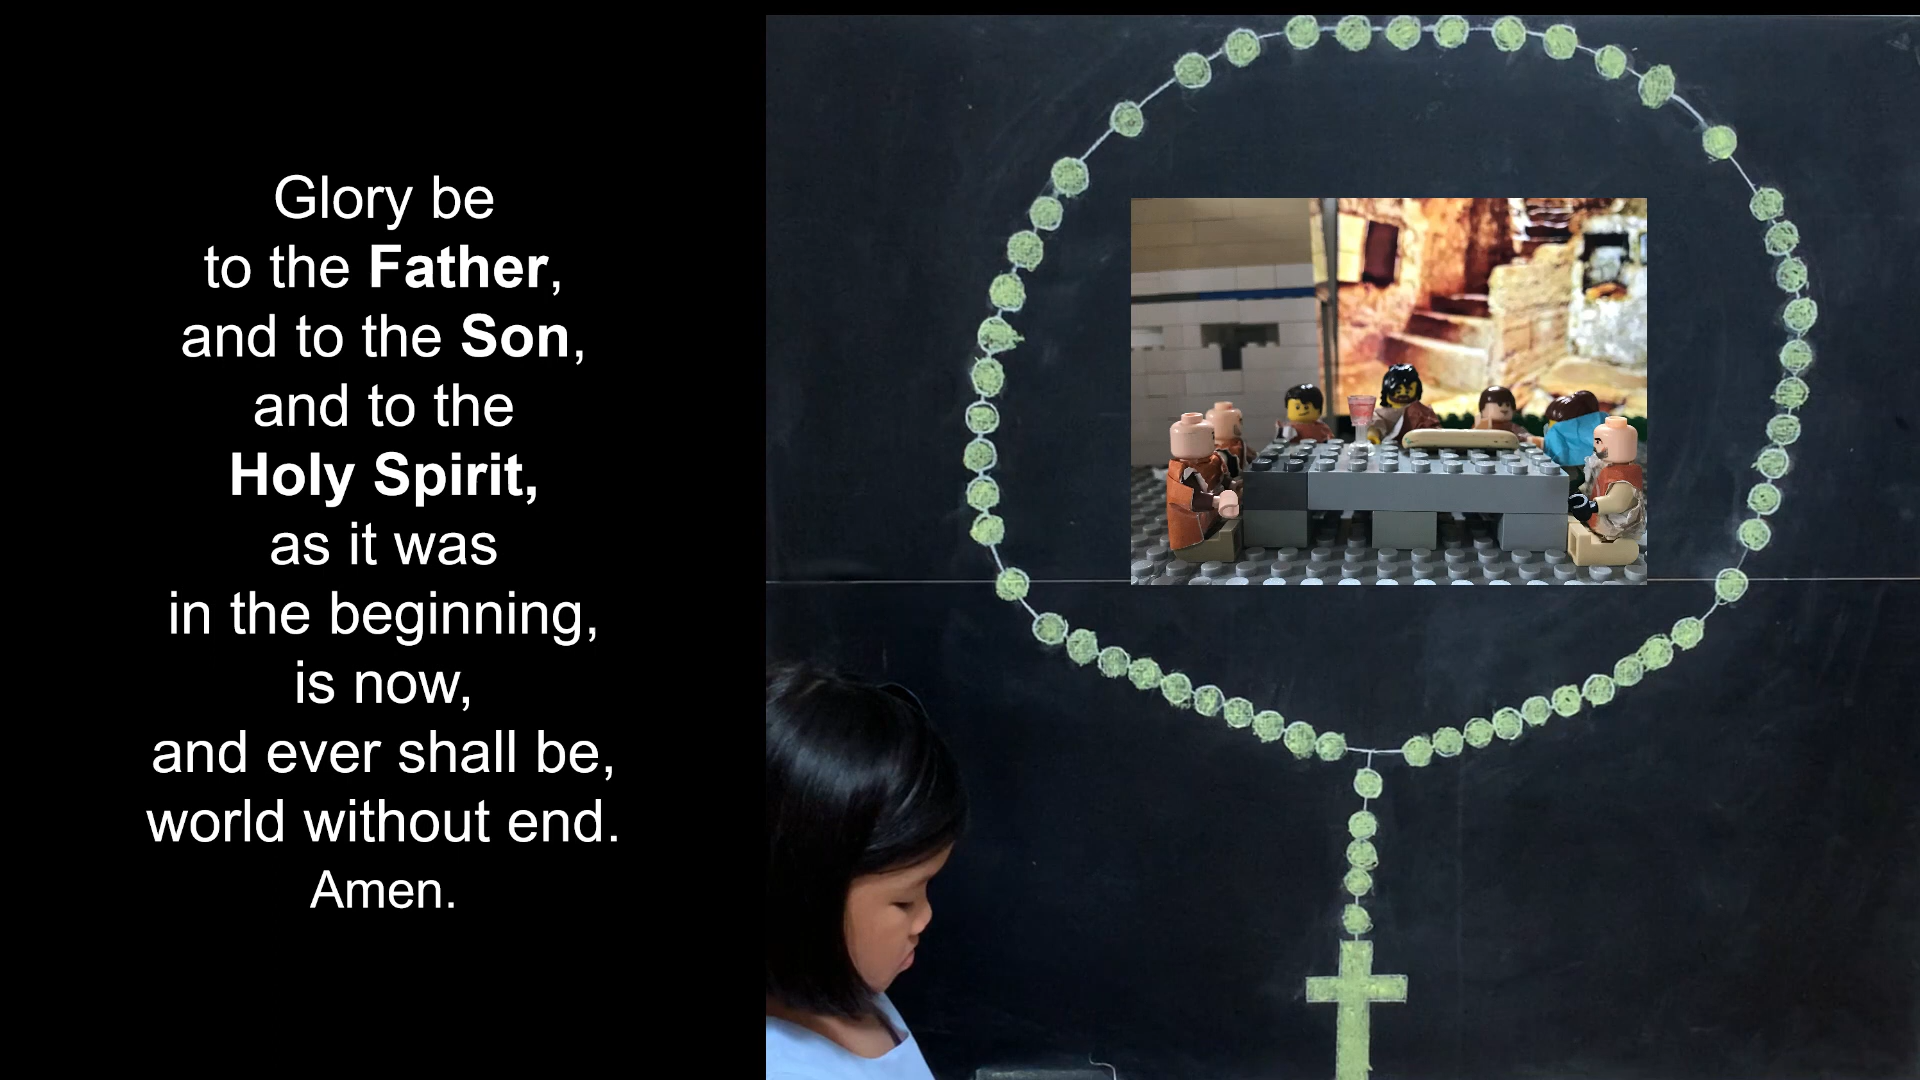 Glory be
to the Father,
and to the Son,
and to the
Holy Spirit,
as it was
in the beginning,
is now,
and ever shall be,
world without end.
Amen.